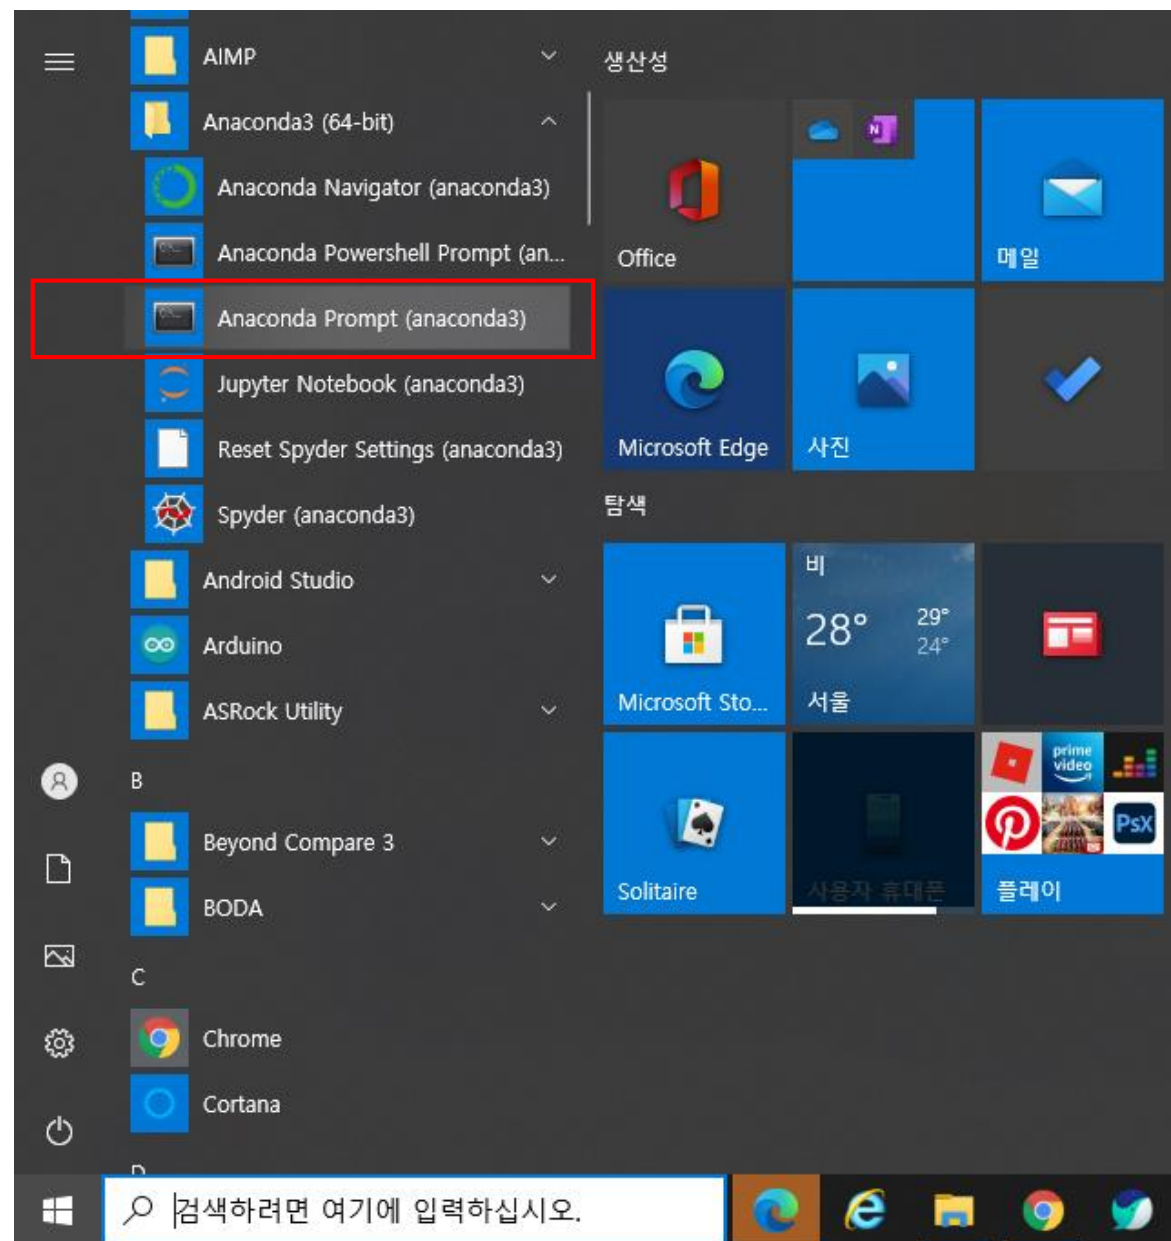 AIMP
Anaconda3 (64-bit)
Anaconda Navigator (anaconda3)
Anaconda Powershell Prompt (an...
Anaconda Prompt (anaconda3)
Jupyter Notebook (anaconda3)
Reset Spyder Settings (anaconda3)
Spyder (anaconda3)
Android Studio
Arduino
ASRock Utility
B
Beyond Compare 3
BODA
C
Chrome
Cortana
D
생산성
Office
N
메일
Microsoft Edge
사진
탐색
Microsoft Sto...
비
28°
29°
24°
서울
Solitaire
사용자 휴대폰
prime
video
PsX
플레이
검색하려면 여기에 입력하십시오.